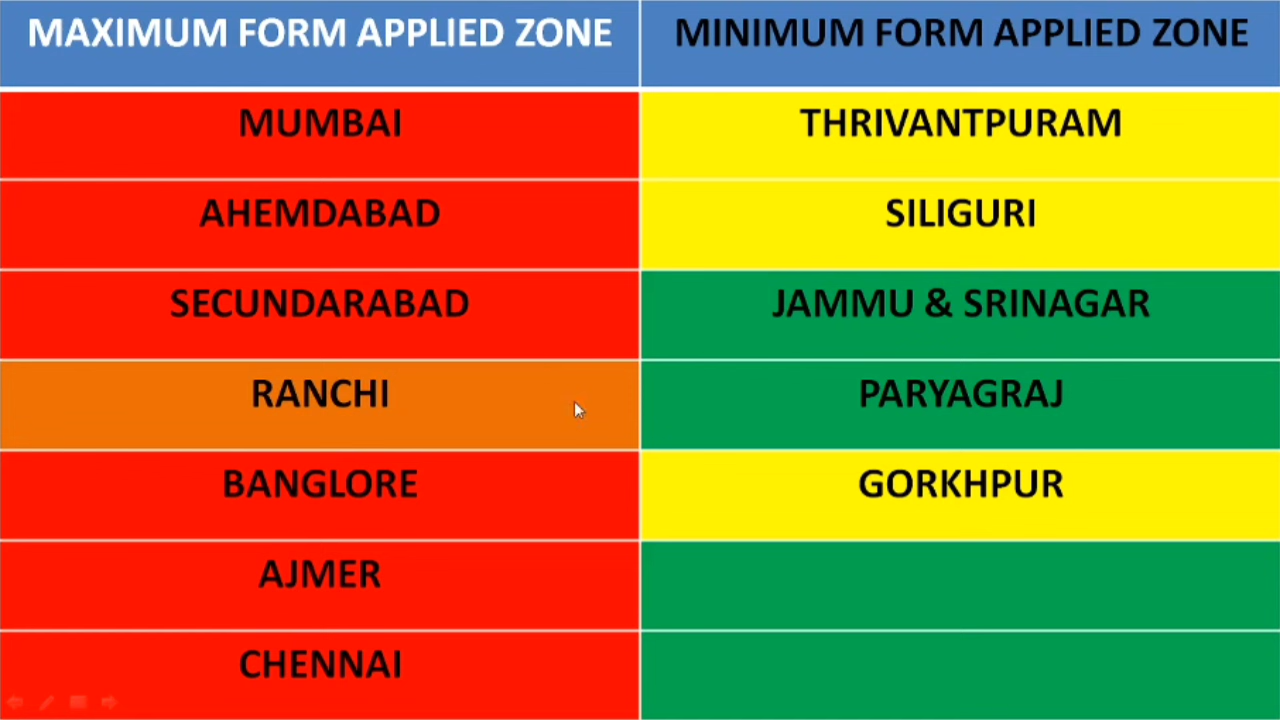 MAXIMUM FORM APPLIED ZONE MINIMUM FORM APPLIED ZONE
MUMBAI THRIVANTPURAM
AHEMDABAD SILIGURI
SECUNDARABAD JAMMU & SRINAGAR
RANCHI PARYAGRAJ
BANGLORE GORKHPUR
AJMER
CHENNAI